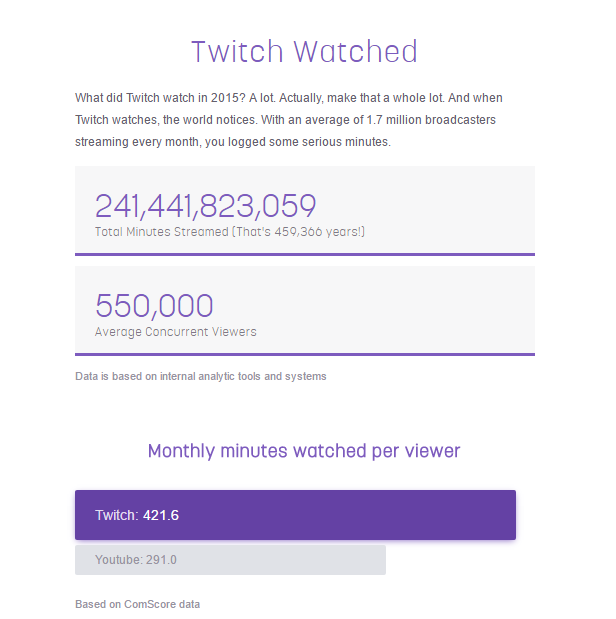 Twitch Watched
What did Twitch watch in 2015? A lot. Actually, make that a whole lot. And when
Twitch watches, the world notices. With an average of 1.7 million broadcasters
streaming every month, you logged some serious minutes.
241,441,823,059
Total Minutes Streamed (That's 459,366 years!)
550,000
Average Concurrent Viewers
Data is based on internal analytic tools and systems
Monthly minutes watched per viewer
Twitch: 421.6
Youtube: 291.0
Based on ComScore data